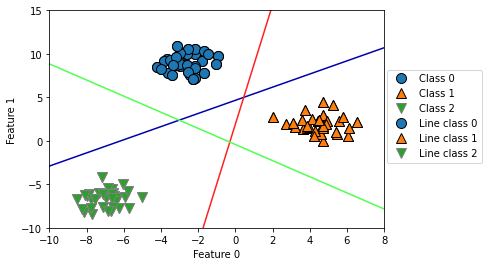 15
10
5
0
−5
−10
Feature 1
−10
−8
−6
−4
−2
0
2
4
6
8
Feature 0
Class 0
Class 1
Class 2
Line class 0
Line class 1
Line class 2